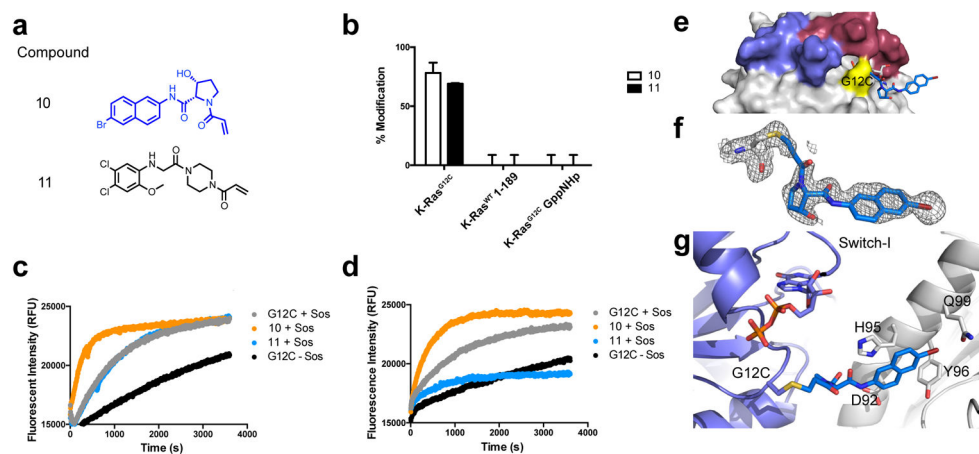 a
Compound
10
HO
NH
N
O
O
Br
11
Cl
Cl
H
N
O
O
N
N
O
b
% Modification
100
50
0
10
11
K-Ras G12C
K-Ras WT 1-189
K-Ras G12C GppNHp
c
Fluorescent Intensity (RFU)
25000
20000
15000
0
1000
2000
3000
4000
Time (s)
G12C + Sos
10 + Sos
11 + Sos
G12C - Sos
d
Fluorescence Intensity (RFU)
25000
20000
15000
0
1000
2000
3000
4000
Time (s)
G12C + Sos
10 + Sos
11 + Sos
G12C - Sos
e
G12C
f
g
Switch-I
Q99
H95
G12C
Y96
D92